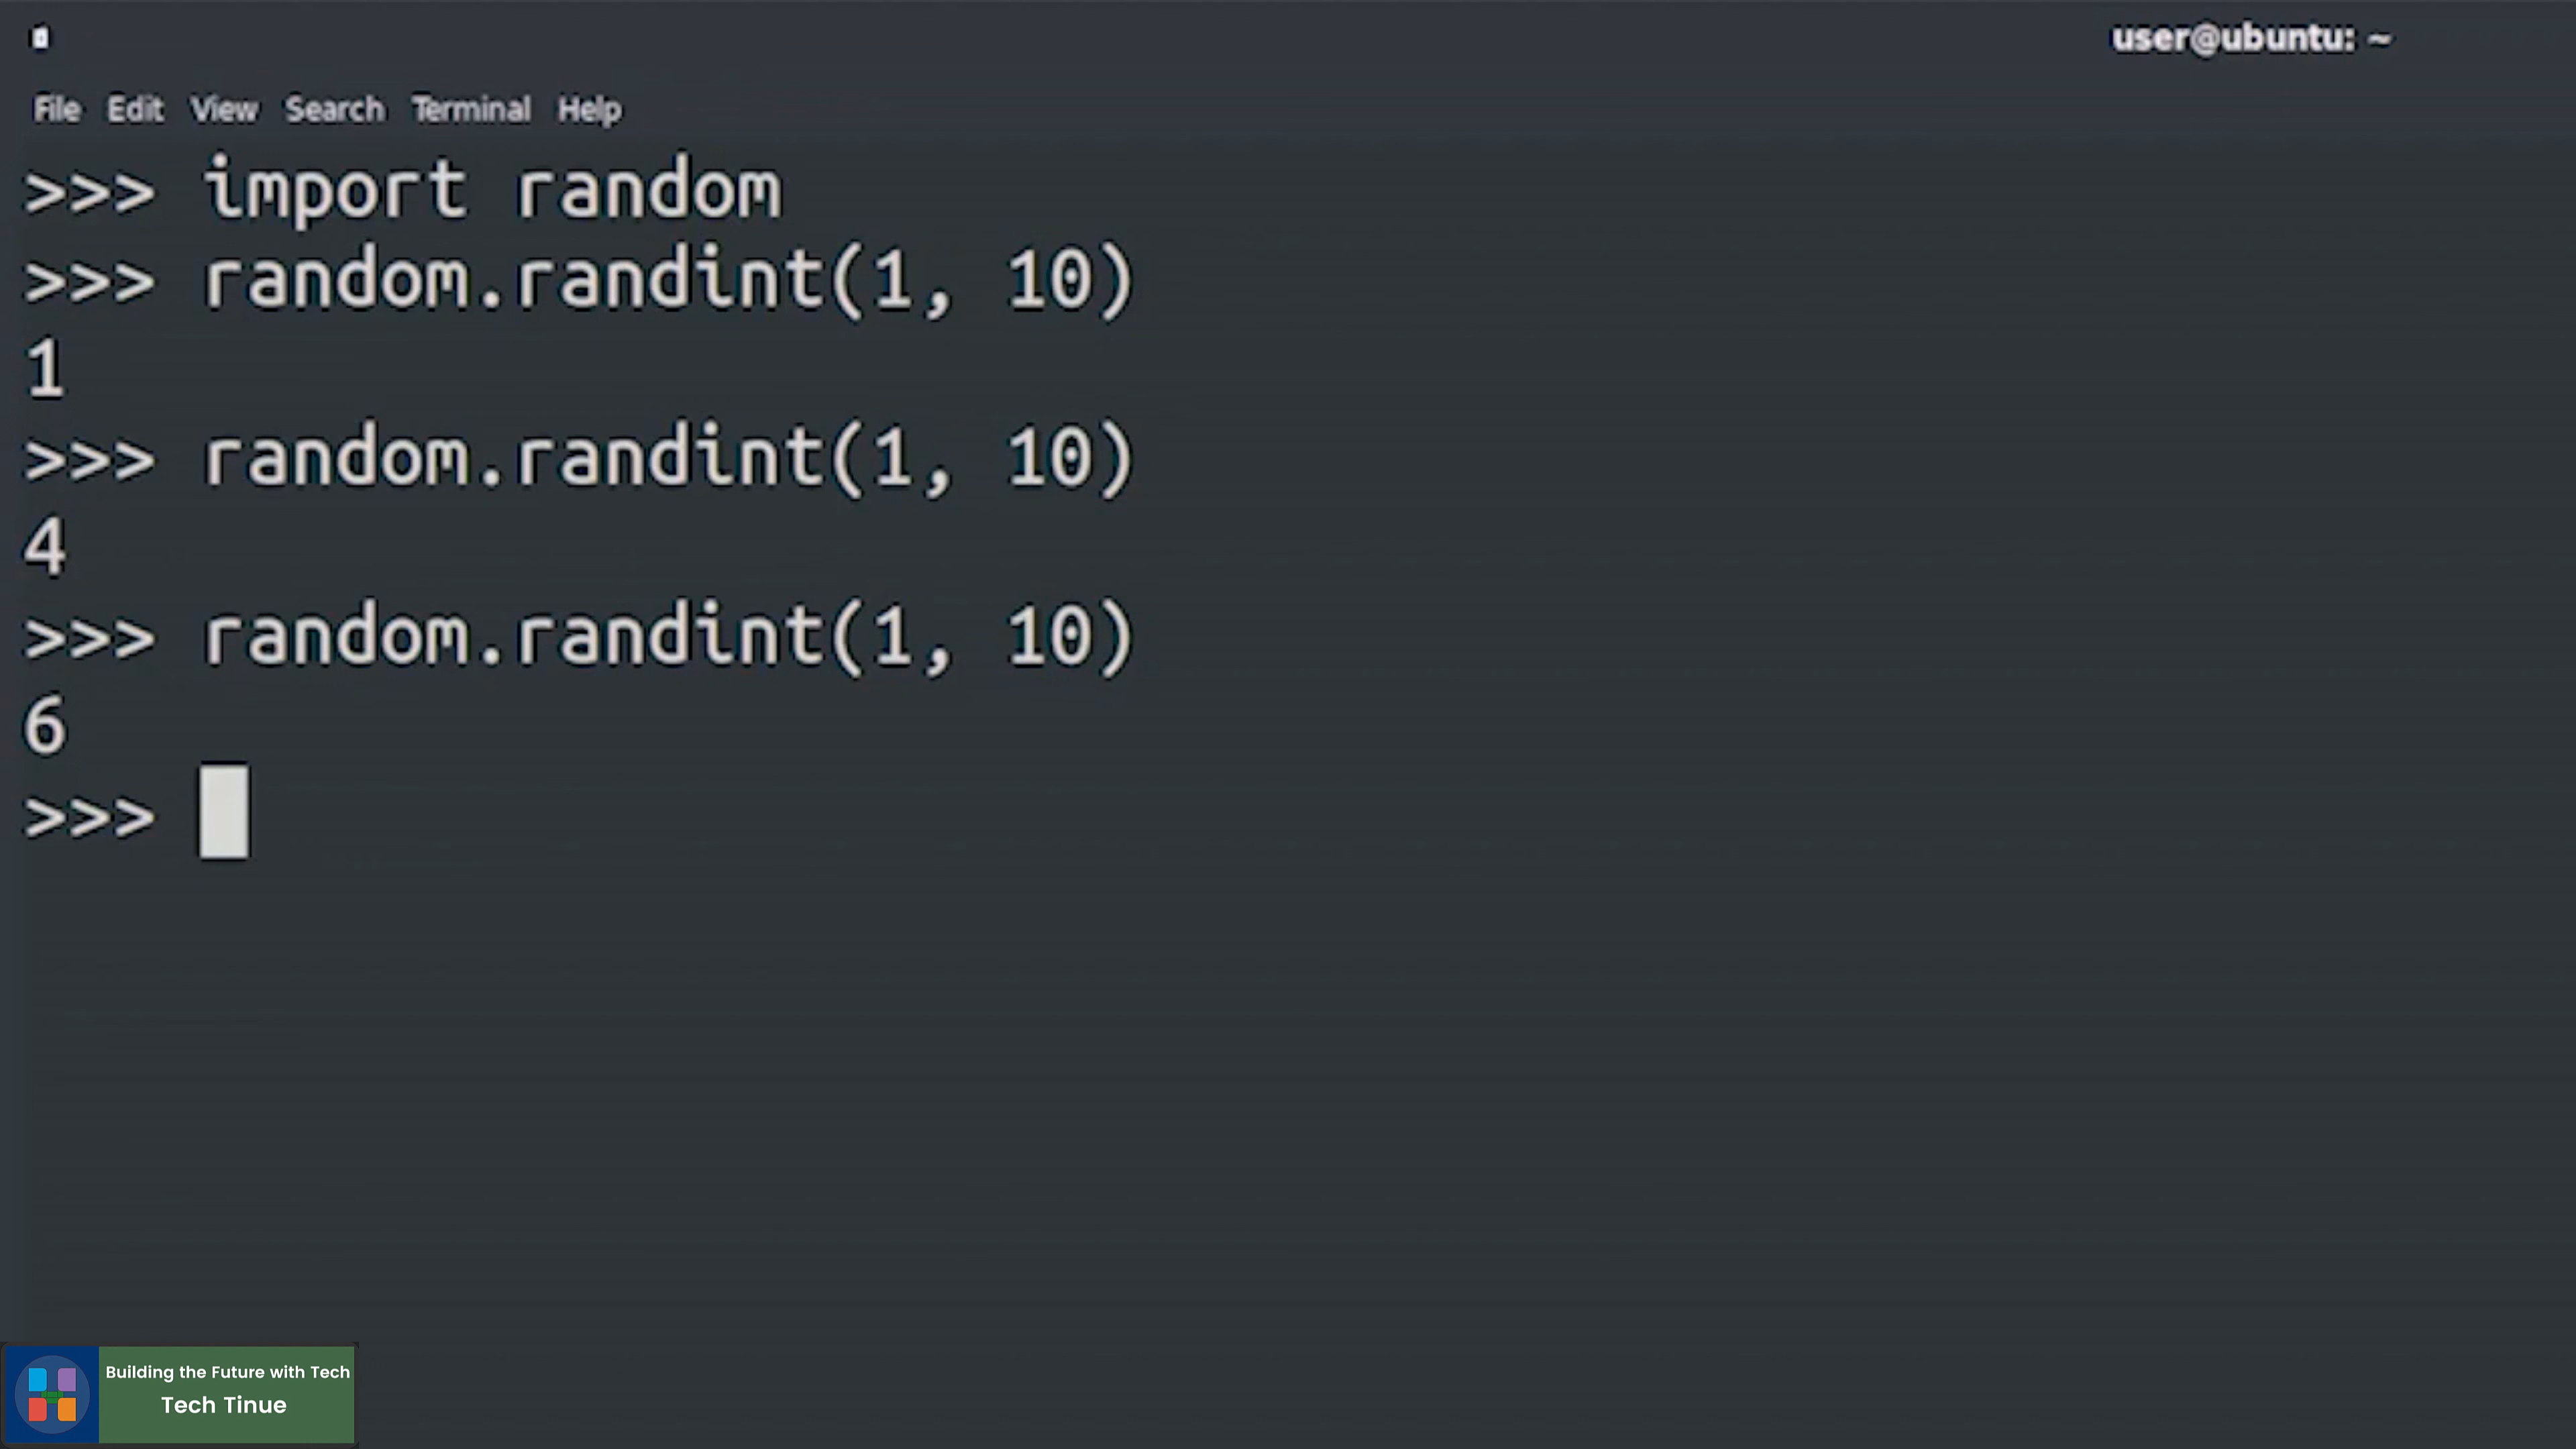 user@ubuntu: ~
File Edit View Search Terminal Help
>>> import random
>>> random.randint(1, 10)
1
>>> random.randint(1, 10)
4
>>> random.randint(1, 10)
6
>>>
Building the Future with Tech
Tech Tinue